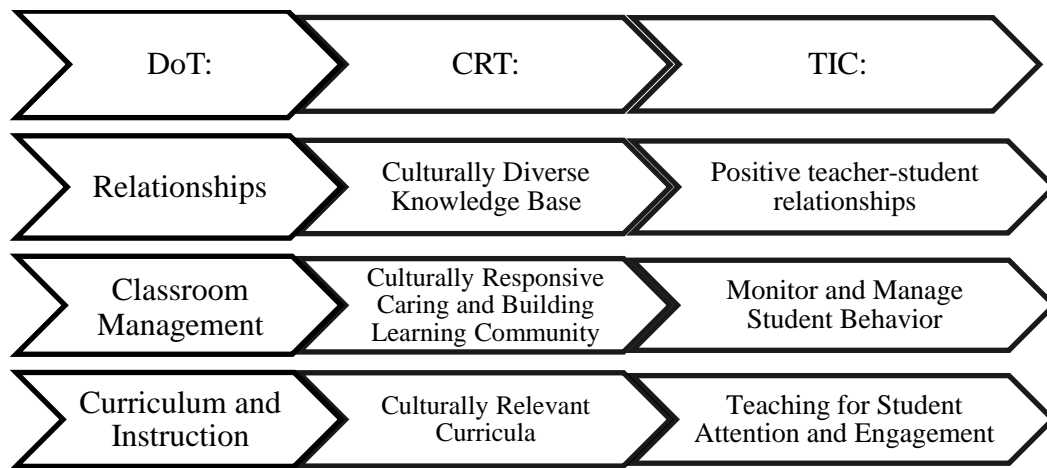 DoT:
CRT:
TIC:
Relationships
Culturally Diverse
Knowledge Base
Positive teacher-student
relationships
Classroom
Management
Culturally Responsive
Caring and Building
Learning Community
Monitor and Manage
Student Behavior
Curriculum and
Instruction
Culturally Relevant
Curricula
Teaching for Student
Attention and Engagement